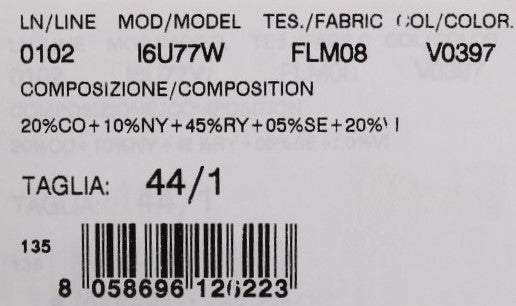 LN/LINE MOD/MODEL TES./FABRIC COL/COLOR.
0102 I6U77W FLM08 V0397
COMPOSIZIONE/COMPOSITION
20%CO+10%NY+45%RY+05%SE+20%VI
TAGLIA: 44/1
135
8 058696 126223